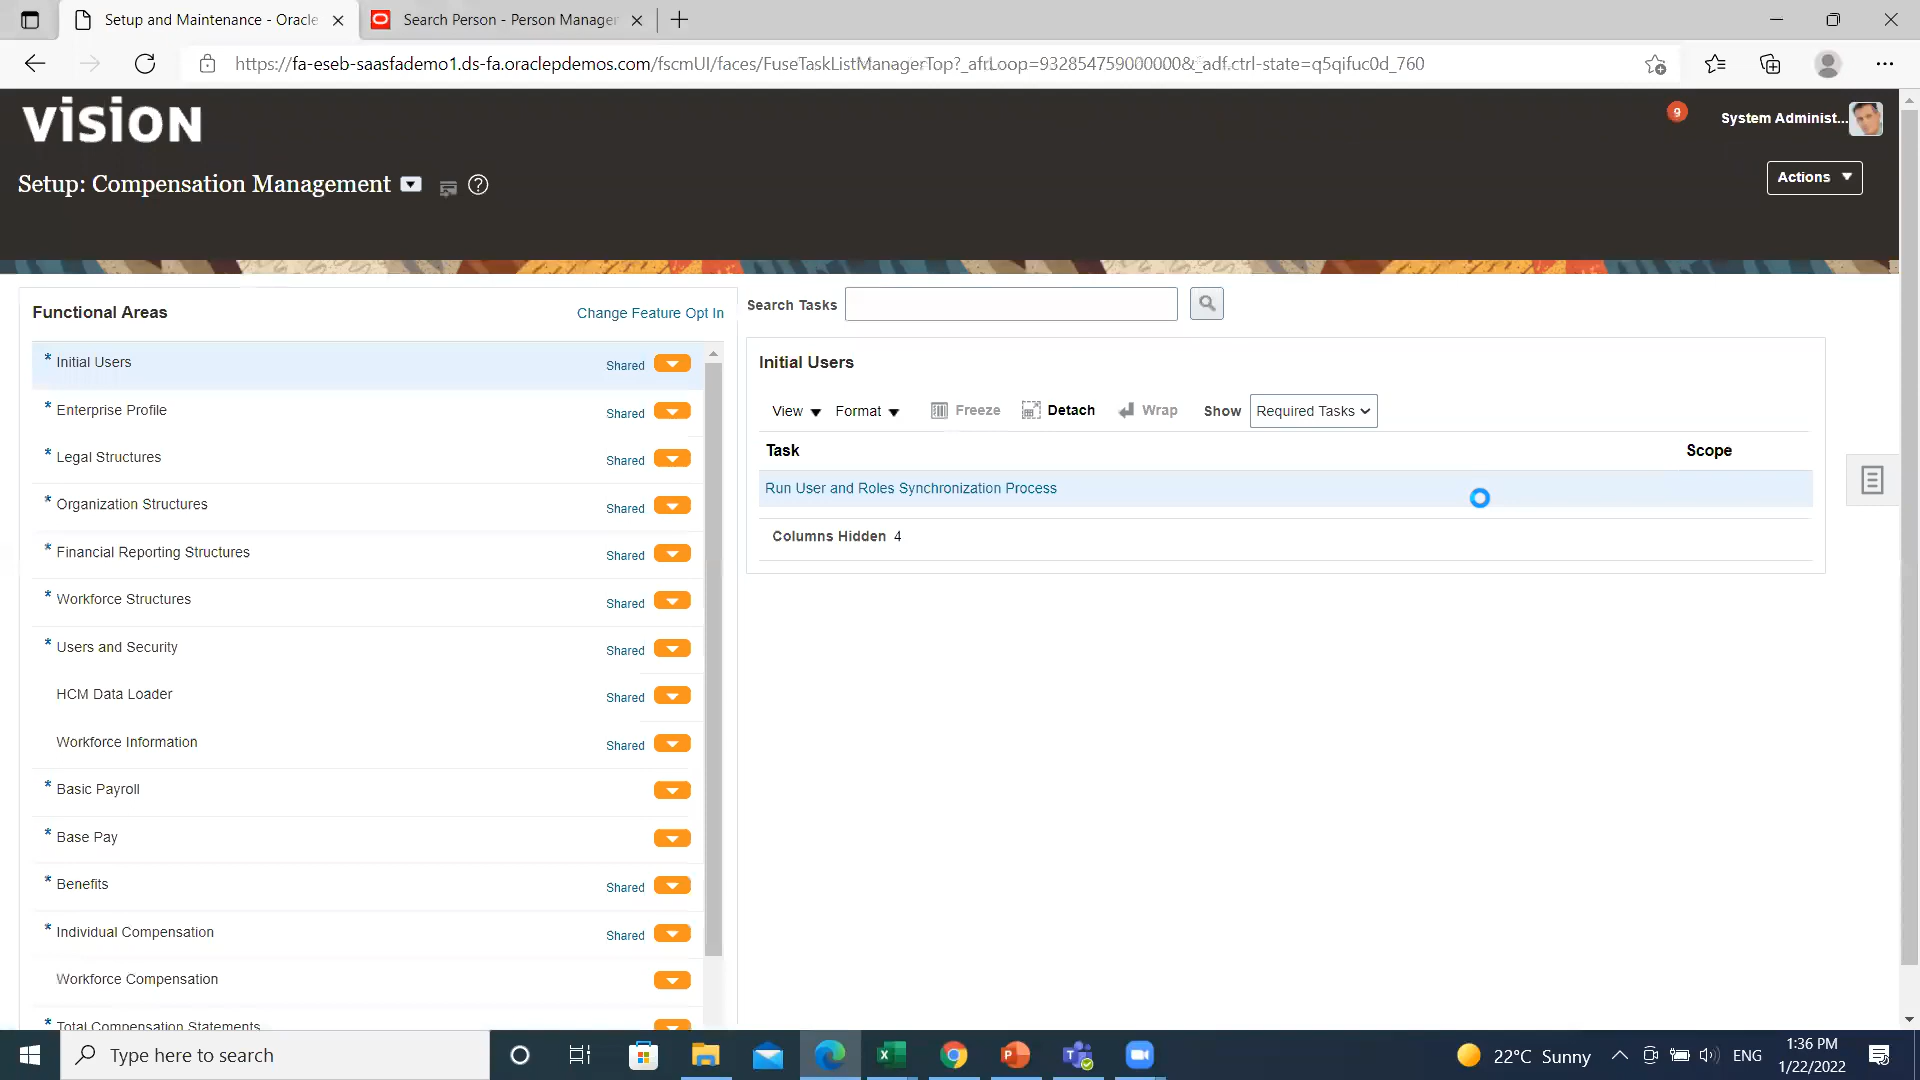 Setup and Maintenance - Oracle
Search Person - Person Manage
https://fa-eseb-saasfademo1.ds-fa.oraclepdemos.com/fscmUI/faces/FuseTaskListManagerTop?_afrLoop=932854759000000&_adf.ctrl-state=q5qifuc0d_760
vision
9
System Administ...
Setup: Compensation Management
Actions
Functional Areas
Change Feature Opt In
* Initial Users Shared
* Enterprise Profile Shared
* Legal Structures Shared
* Organization Structures Shared
* Financial Reporting Structures Shared
* Workforce Structures Shared
* Users and Security Shared
HCM Data Loader Shared
Workforce Information Shared
* Basic Payroll
* Base Pay
* Benefits Shared
* Individual Compensation Shared
Workforce Compensation
* Total Compensation Statements
Search Tasks
Initial Users
View Format Freeze Detach Wrap Show Required Tasks
Task Scope
Run User and Roles Synchronization Process
Columns Hidden 4
Type here to search
22°C Sunny
ENG
1:36 PM
1/22/2022